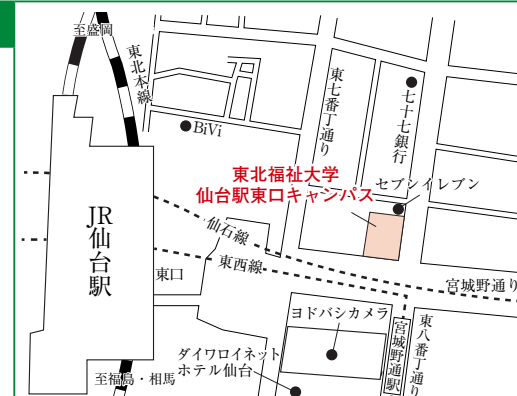 至盛岡
東北本線
BiVi
東七番丁通り
七十七銀行
東北福祉大学
仙台駅東口キャンパス
セブンイレブン
JR
仙台駅
仙石線
東西線
東口
宮城野通り
ヨドバシカメラ
宮城野通駅
東八番丁通り
ダイワロイネット
ホテル仙台
至福島・相馬